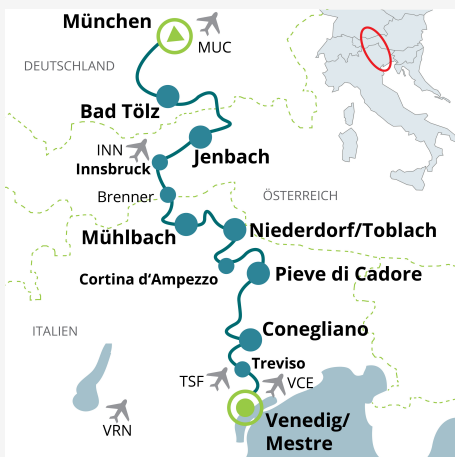 München
MUC
DEUTSCHLAND
Bad Tölz
INN
Jenbach
Innsbruck
Brenner
ÖSTERREICH
Mühlbach
Niederdorf/Toblach
Cortina d’Ampezzo
Pieve di Cadore
ITALIEN
Conegliano
Treviso
TSF
VCE
VRN
Venedig/
Mestre